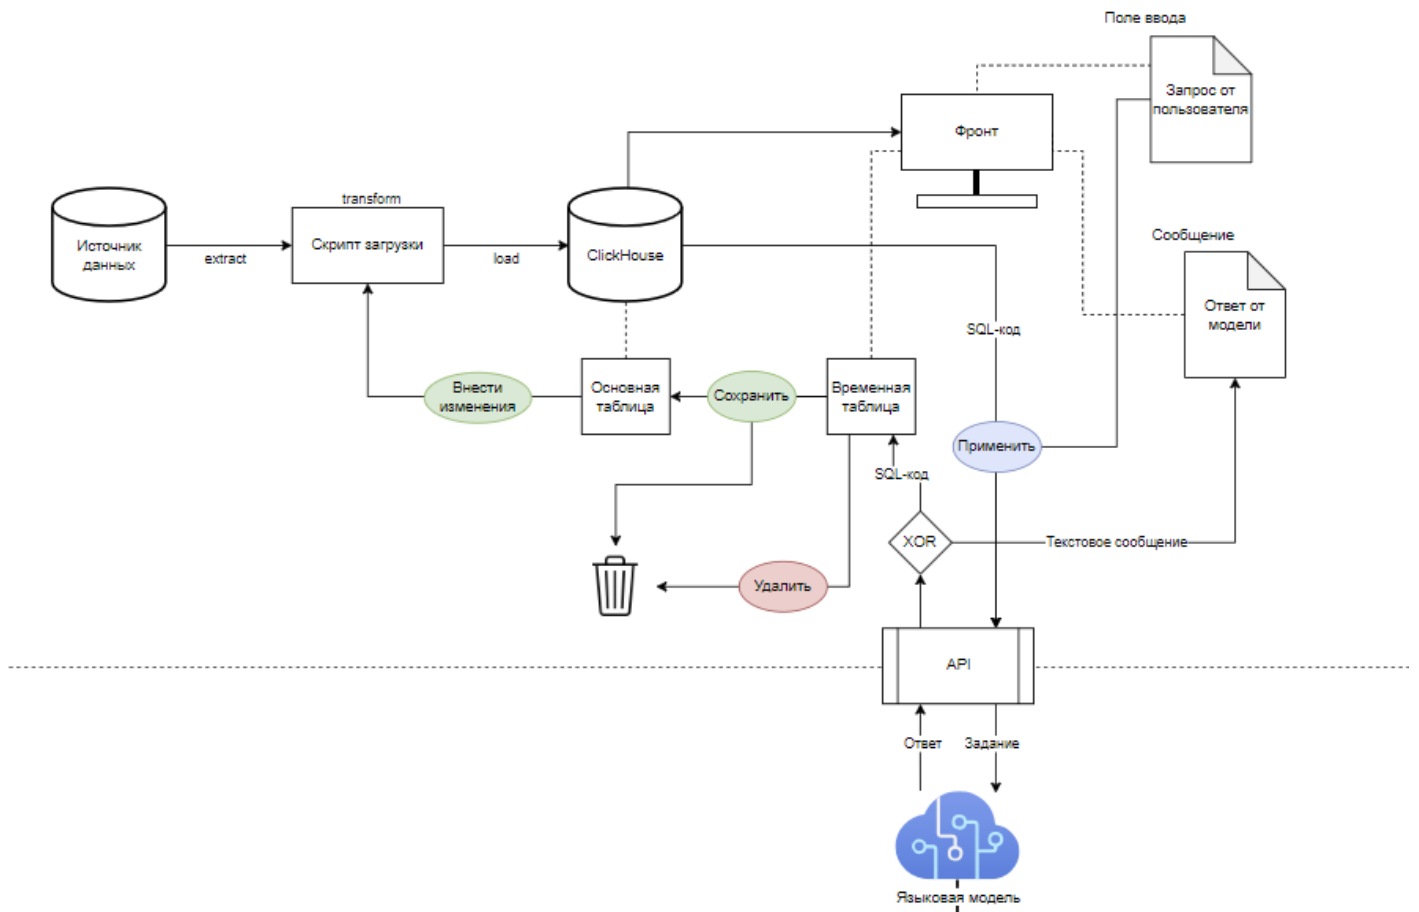 Поле ввода
Запрос от
пользователя
Фронт
Сообщение
transform
Источник
данных
extract
Скрипт загрузки
load
ClickHouse
Ответ от
модели
SQL-код
Внести
изменения
Основная
таблица
Сохранить
Временная
таблица
Применить
SQL-код
XOR
Текстовое сообщение
Удалить
API
Ответ
Задание
Языковая модель